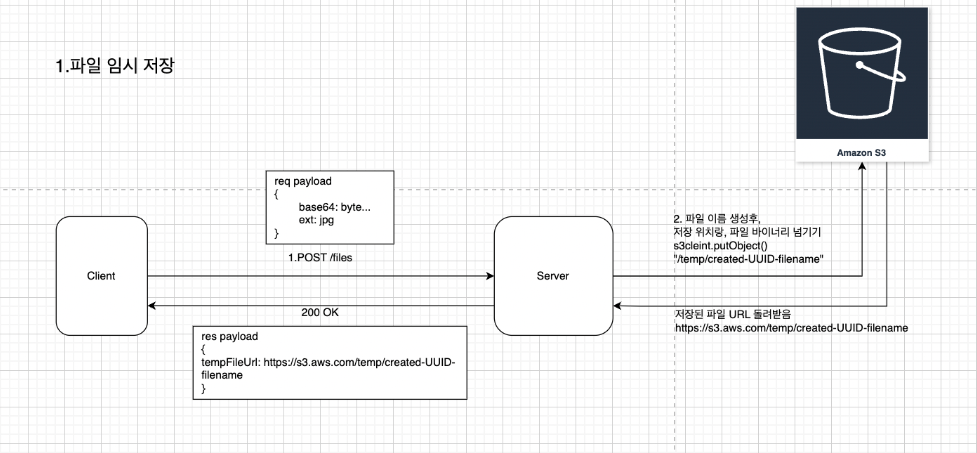 1.파일 임시 저장
Amazon S3
req payload
{
base64: byte...
ext: jpg
}
1.POST /files
Client
Server
200 OK
res payload
{
tempFileUrl: https://s3.aws.com/temp/created-UUID-
filename
}
2. 파일 이름 생성후,
저장 위치랑, 파일 바이너리 넘기기
s3cleint.putObject()
"/temp/created-UUID-filename"
저장된 파일 URL 돌려받음
https://s3.aws.com/temp/created-UUID-filename